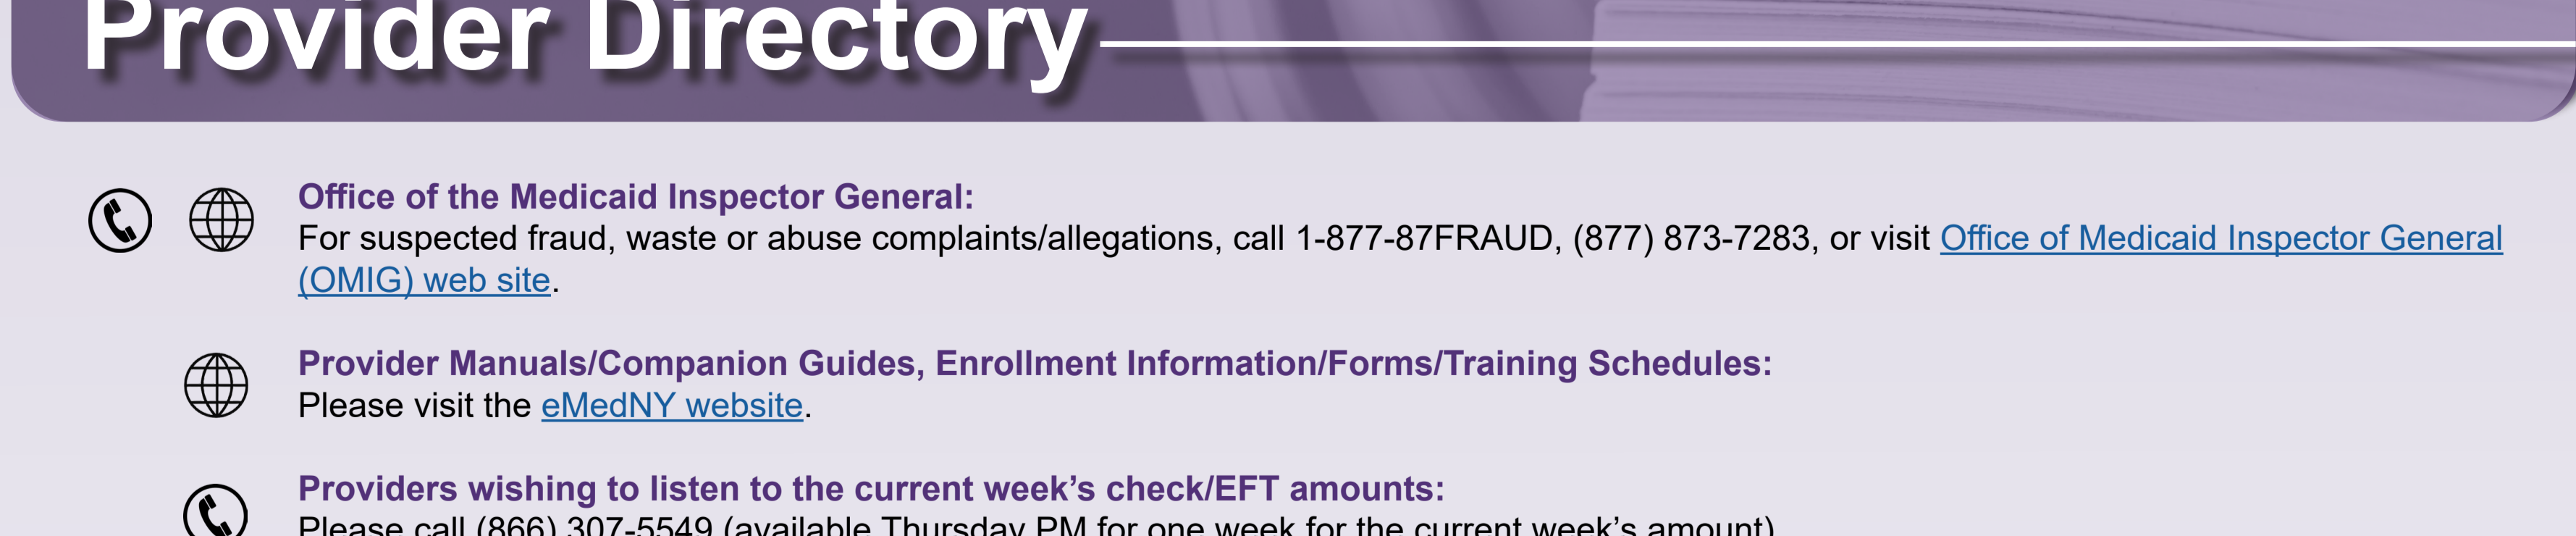 Provider Directory
Office of the Medicaid Inspector General:
For suspected fraud, waste or abuse complaints/allegations, call 1-877-87FRAUD, (877) 873-7283, or visit Office of Medicaid Inspector General
(OMIG) web site.
Provider Manuals/Companion Guides, Enrollment Information/Forms/Training Schedules:
Please visit the eMedNY website.
Providers wishing to listen to the current week’s check/EFT amounts:
Please call (866) 307-5549 (available Thursday PM for one week for the current week’s amount)